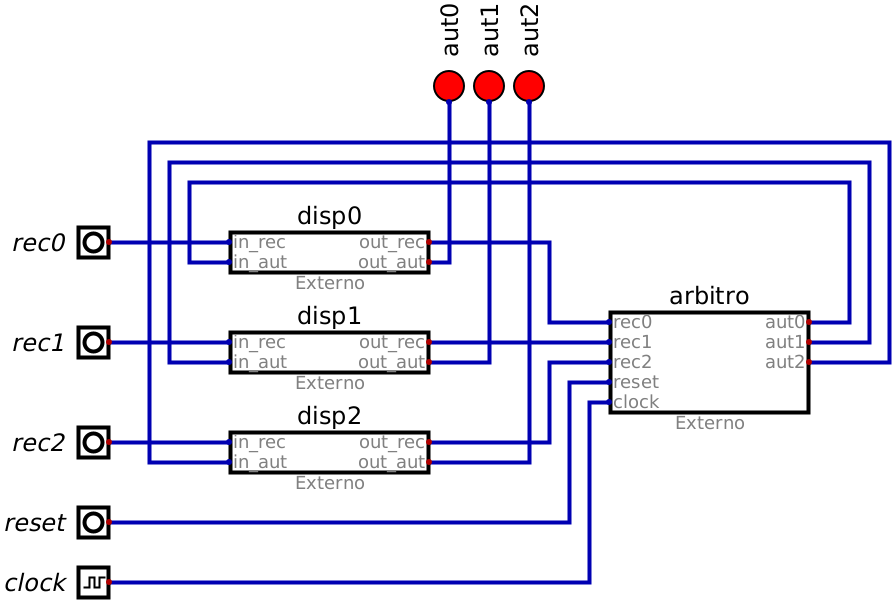 aut0
aut1
aut2
disp0
rec0
in_rec
out_rec
in_aut
out_aut
Externo
disp1
rec1
in_rec
out_rec
in_aut
out_aut
Externo
disp2
rec2
in_rec
out_rec
in_aut
out_aut
Externo
arbitro
rec0
aut0
rec1
aut1
rec2
aut2
reset
clock
Externo
reset
clock